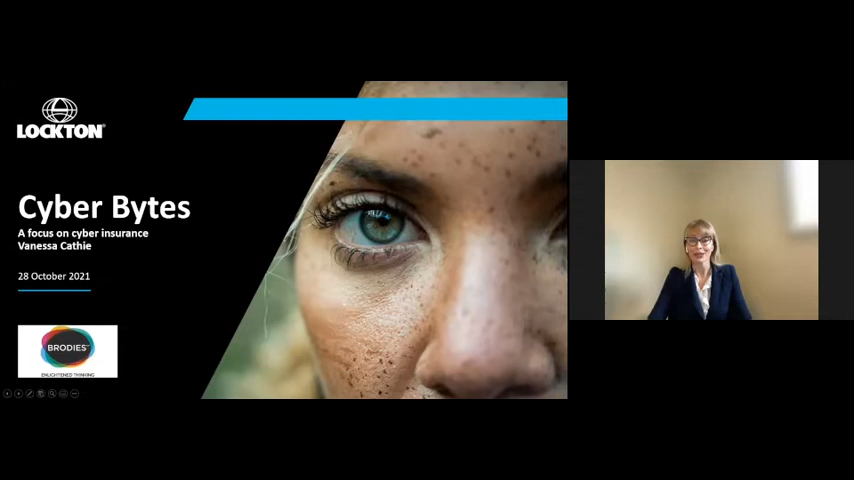 LOCKTON®
Cyber Bytes
A focus on cyber insurance
Vanessa Cathie
28 October 2021
BRODIES
ENLIGHTENED THINKING